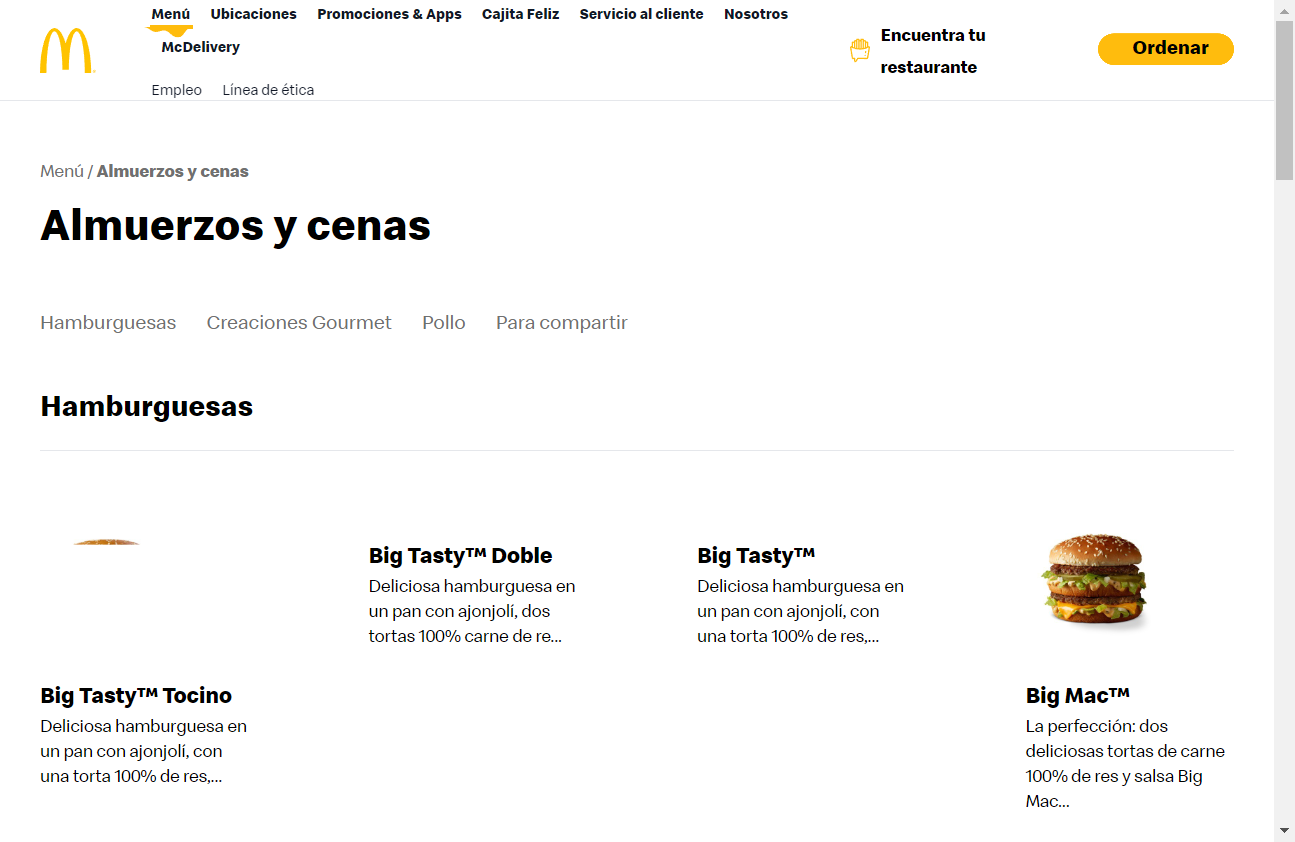 Menú Ubicaciones Promociones & Apps Cajita Feliz Servicio al cliente Nosotros
McDelivery
Empleo Línea de ética
Encuentra tu
restaurante
Ordenar
Menú / Almuerzos y cenas
Almuerzos y cenas
Hamburguesas Creaciones Gourmet Pollo Para compartir
Hamburguesas
Big Tasty™ Tocino
Deliciosa hamburguesa en
un pan con ajonjolí, con
una torta 100% de res,...
Big Tasty™ Doble
Deliciosa hamburguesa en
un pan con ajonjolí, dos
tortas 100% carne de re...
Big Tasty™
Deliciosa hamburguesa en
un pan con ajonjolí, con
una torta 100% de res,...
Big Mac™
La perfección: dos
deliciosas tortas de carne
100% de res y salsa Big
Mac...